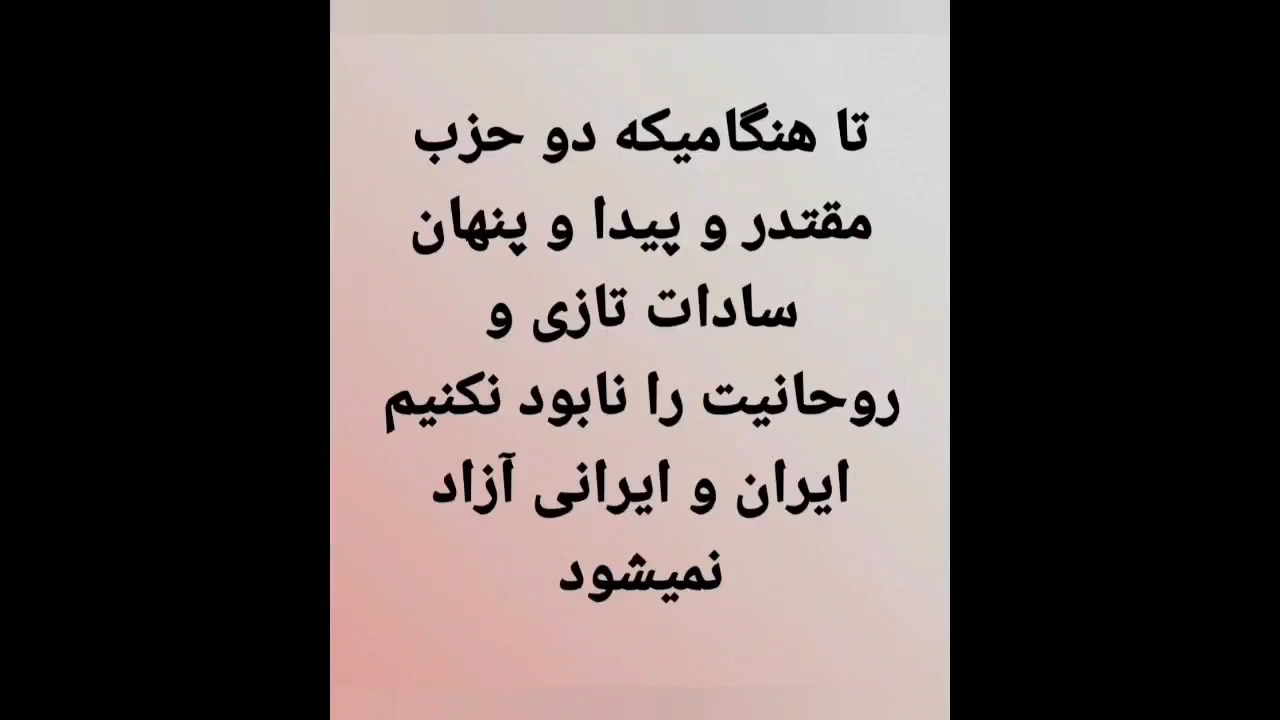 تا هنگامیکه دو حزب
مقتدر و پیدا و پنهان
سادات تازی و
روحانیت را نابود نکنیم
ایران و ایرانی آزاد
نمیشود